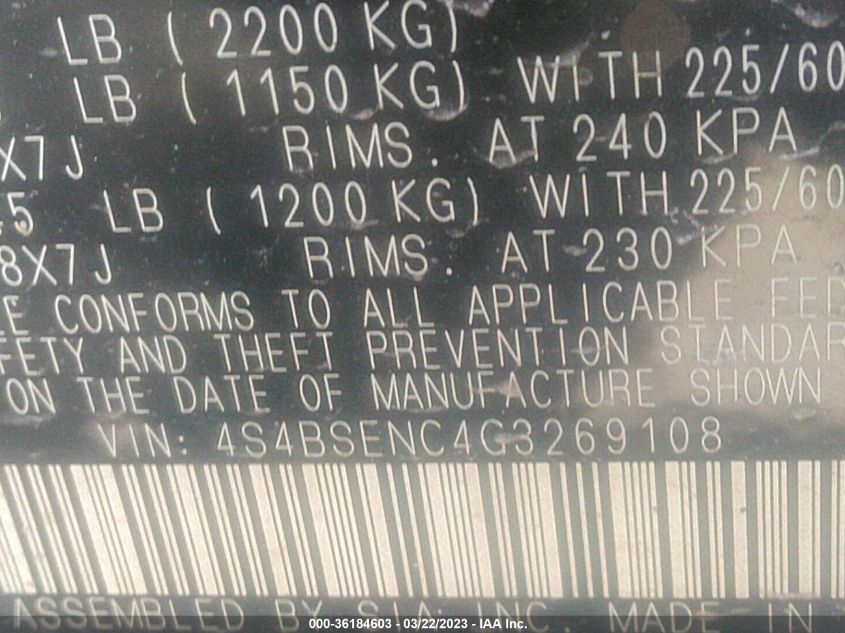 LB ( 2200 KG)
LB ( 1150 KG) WITH 225/60
X7J RIMS. AT 240 KPA
LB ( 1200 KG) WITH 225/60
8X7J RIMS. AT 230 KPA
CONFORMS TO ALL APPLICABLE FED
FETY AND THEFT PREVENTION STANDAR
ON THE DATE OF MANUFACTURE SHOWN
VIN: 4S4BSENC4G3269108
ASSEMBLED BY SIA, INC. MADE IN
000-36184603 - 03/22/2023 - IAA Inc.